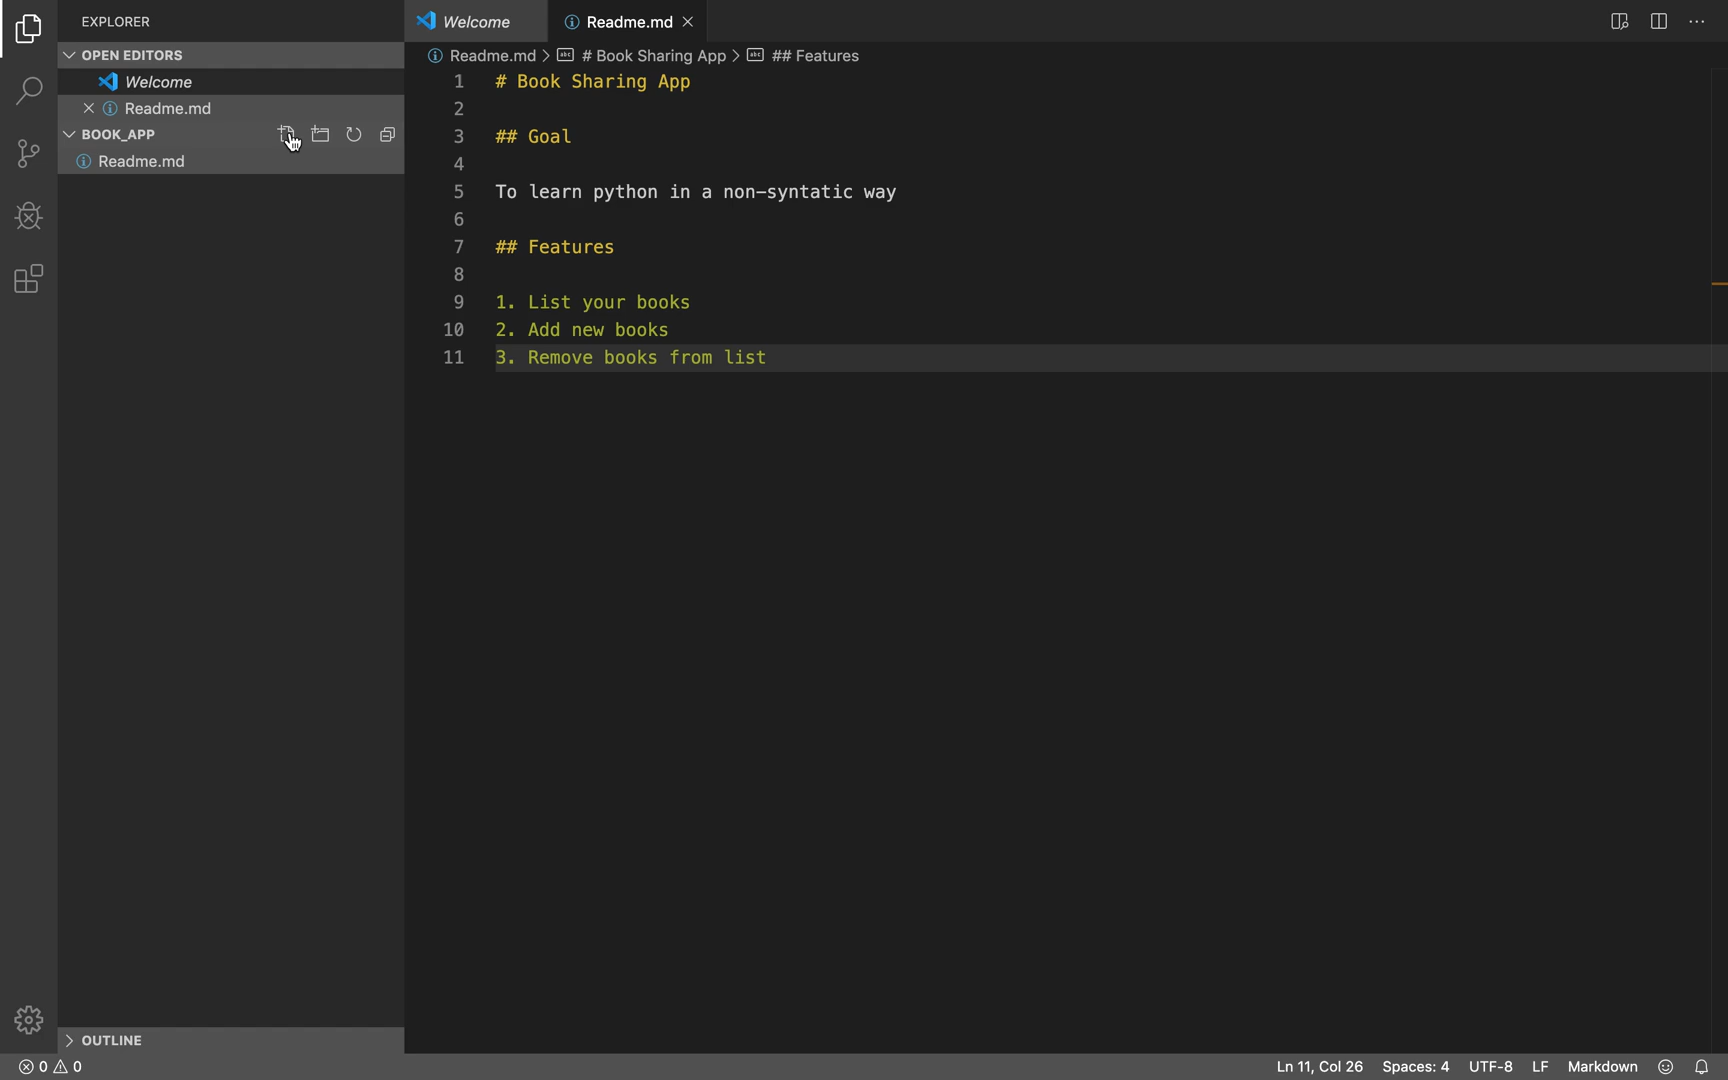 EXPLORER
OPEN EDITORS
Welcome
Readme.md
BOOK_APP
Readme.md
OUTLINE
Welcome
Readme.md
Readme.md > # Book Sharing App > ## Features
1 # Book Sharing App
2
3 ## Goal
4
5 To learn python in a non-syntatic way
6
7 ## Features
8
9 1. List your books
10 2. Add new books
11 3. Remove books from list
0 0
Ln 11, Col 26 Spaces: 4 UTF-8 LF Markdown